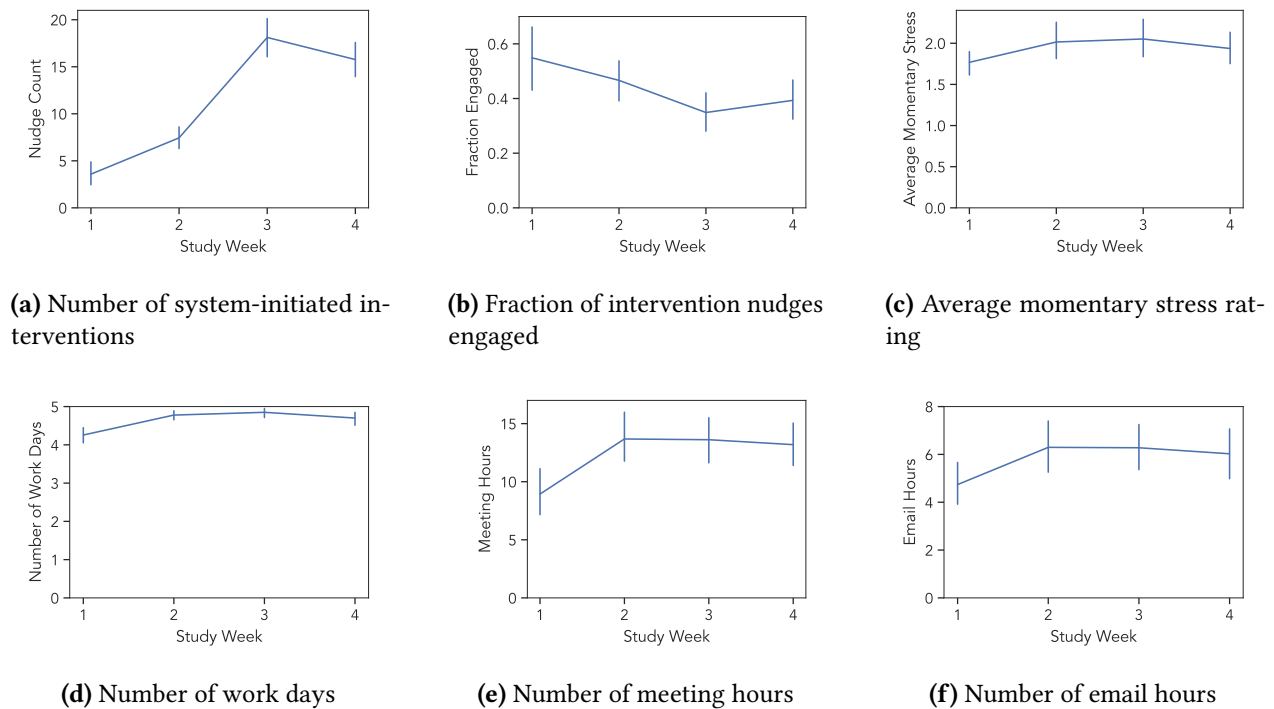 20
15
10
5
0
Nudge Count
1 2 3 4
Study Week
(a) Number of system-initiated in-
terventions
0.6
0.4
0.2
0.0
Fraction Engaged
1 2 3 4
Study Week
(b) Fraction of intervention nudges
engaged
2.0
1.5
1.0
0.5
0.0
Average Momentary Stress
1 2 3 4
Study Week
(c) Average momentary stress rat-
ing
5
4
3
2
1
0
Number of Work Days
1 2 3 4
Study Week
(d) Number of work days
15
10
5
0
Meeting Hours
1 2 3 4
Study Week
(e) Number of meeting hours
8
6
4
2
0
Email Hours
1 2 3 4
Study Week
(f) Number of email hours